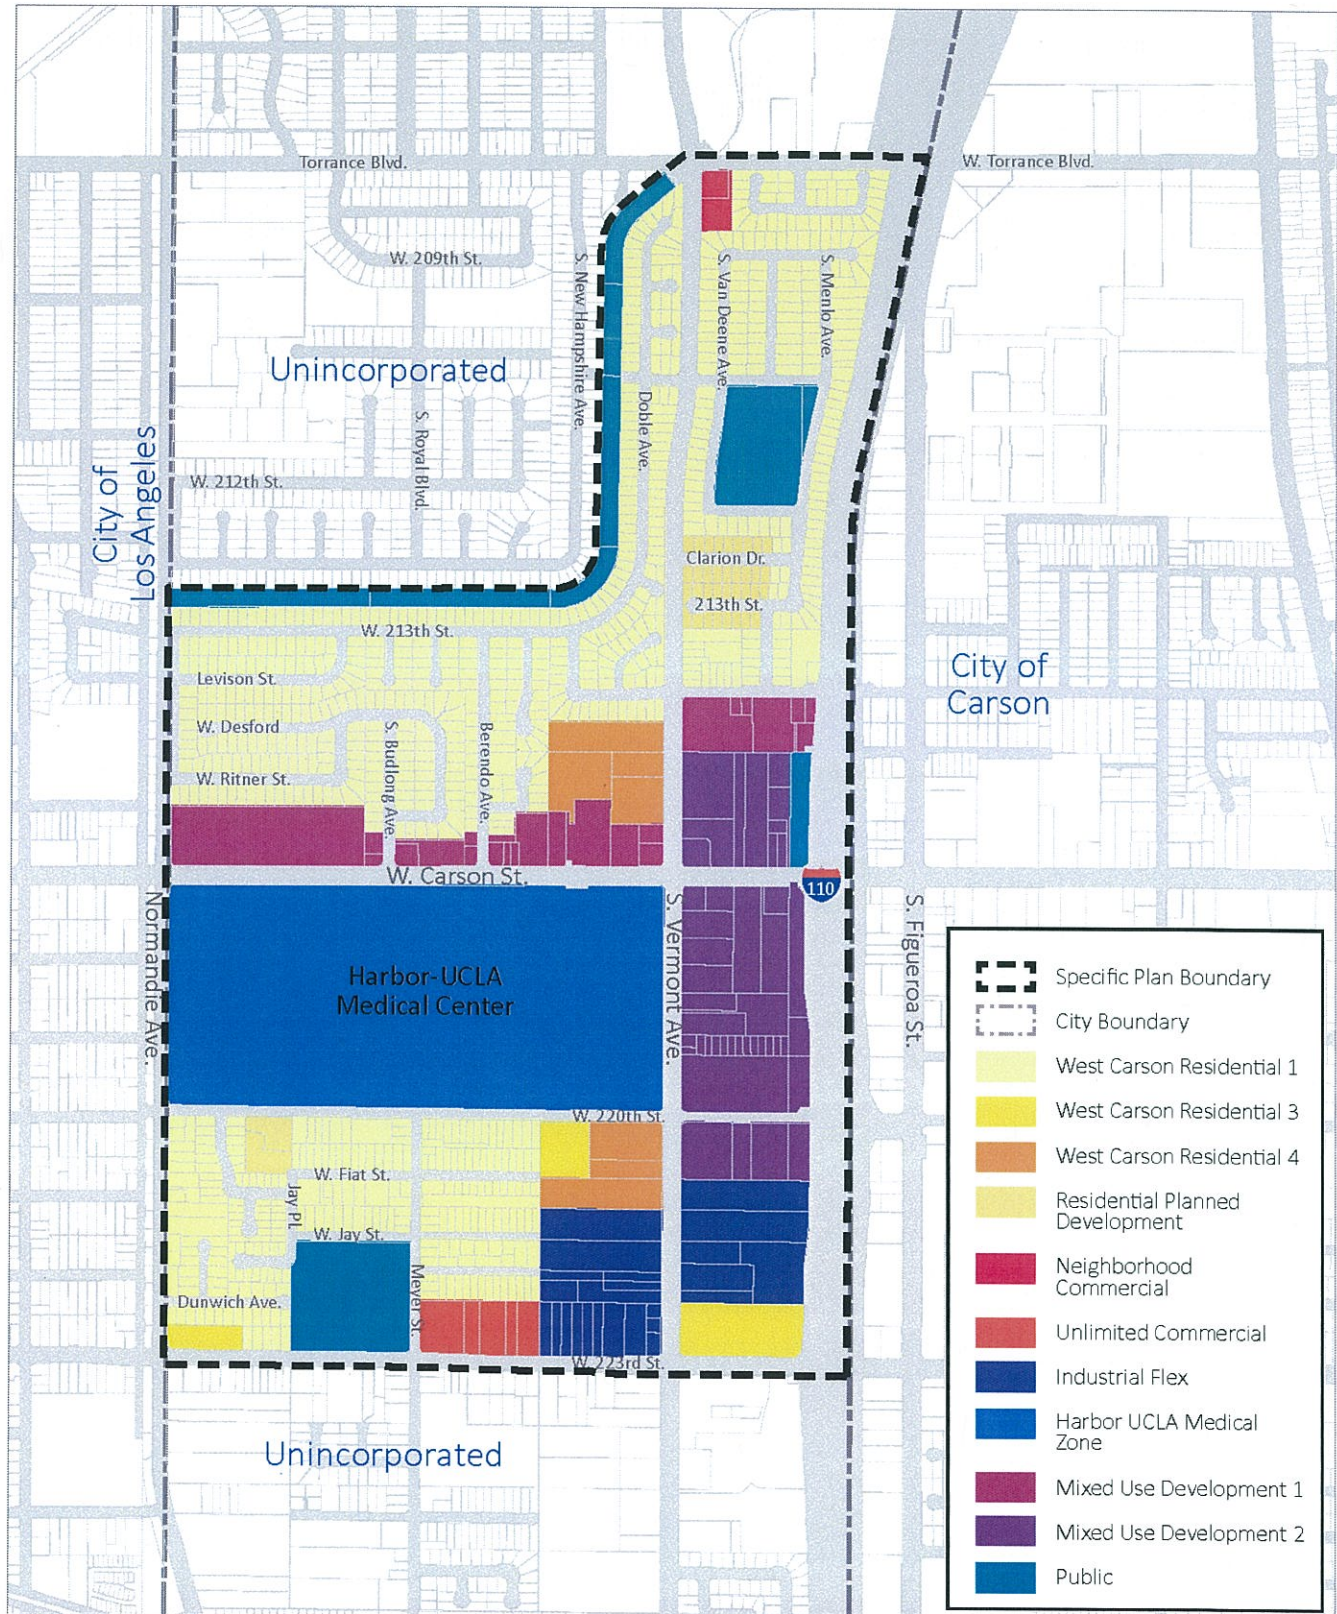 Torrance Blvd.
W. Torrance Blvd.
W. 209th St.
S. New Hampshire Ave.
S. Van Deene Ave.
S. Menlo Ave.
Unincorporated
Doble Ave.
S. Royal Blvd.
City of
Los Angeles
W. 212th St.
Clarion Dr.
213th St.
W. 213th St.
City of
Carson
Levison St.
W. Desford
S. Budlong Ave.
Berendo Ave.
W. Ritner St.
W. Carson St.
110
Normandie Ave.
S. Vermont Ave.
S. Figueroa St.
Harbor-UCLA
Medical Center
W. 220th St.
W. Fiat St.
Jay Pl.
W. Jay St.
Meyer St.
Dunwich Ave.
W. 223rd St.
Unincorporated
Specific Plan Boundary
City Boundary
West Carson Residential 1
West Carson Residential 3
West Carson Residential 4
Residential Planned
Development
Neighborhood
Commercial
Unlimited Commercial
Industrial Flex
Harbor UCLA Medical
Zone
Mixed Use Development 1
Mixed Use Development 2
Public